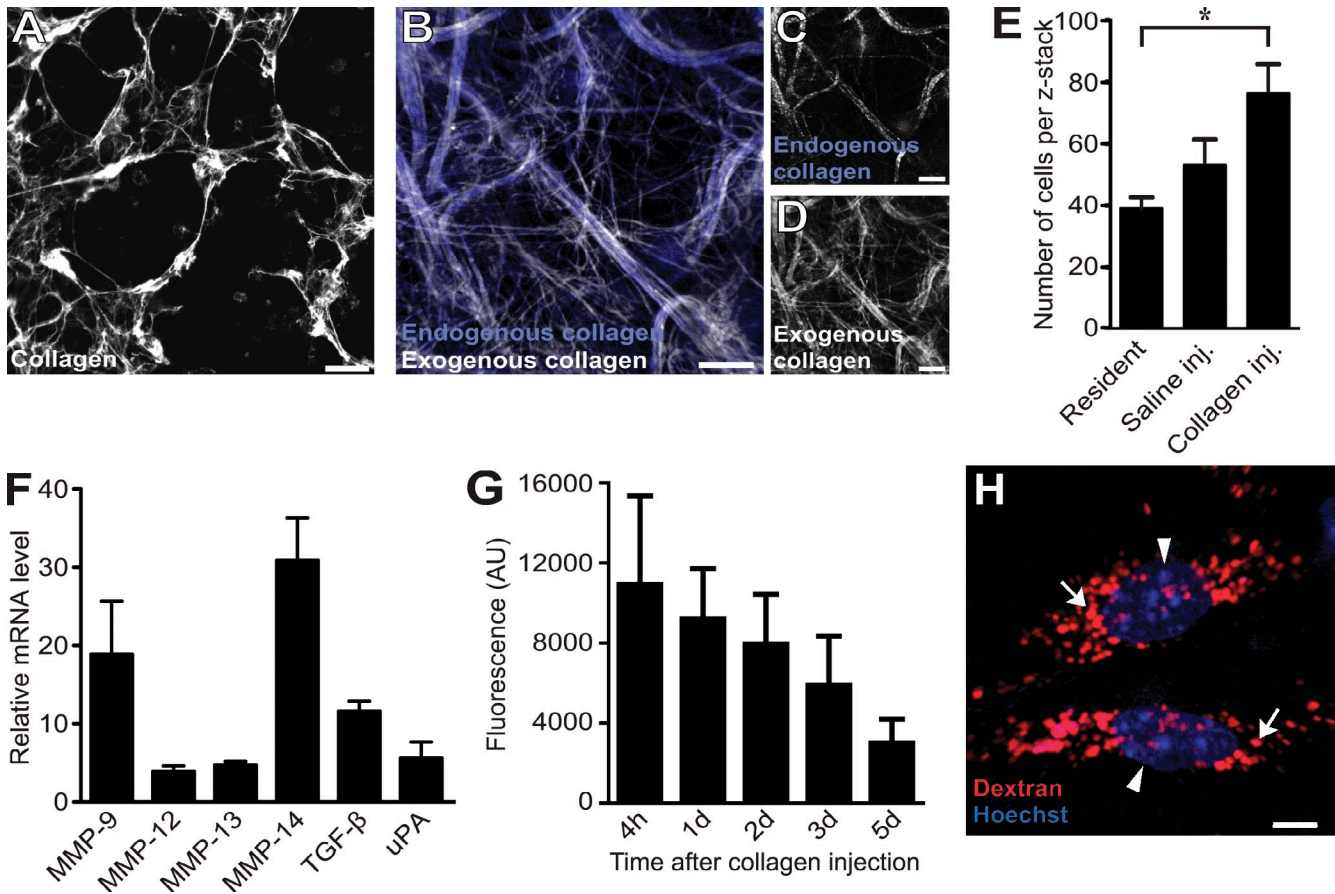 A
Collagen
B
Endogenous collagen
Exogenous collagen
C
Endogenous
collagen
D
Exogenous
collagen
E
Number of cells per z-stack
100
80
60
40
20
0
*
Resident
Saline inj.
Collagen inj.
F
Relative mRNA level
40
30
20
10
0
MMP-9
MMP-12
MMP-13
MMP-14
TGF-β
uPA
G
Fluorescence (AU)
16000
12000
8000
4000
0
4h
1d
2d
3d
5d
Time after collagen injection
H
Dextran
Hoechst